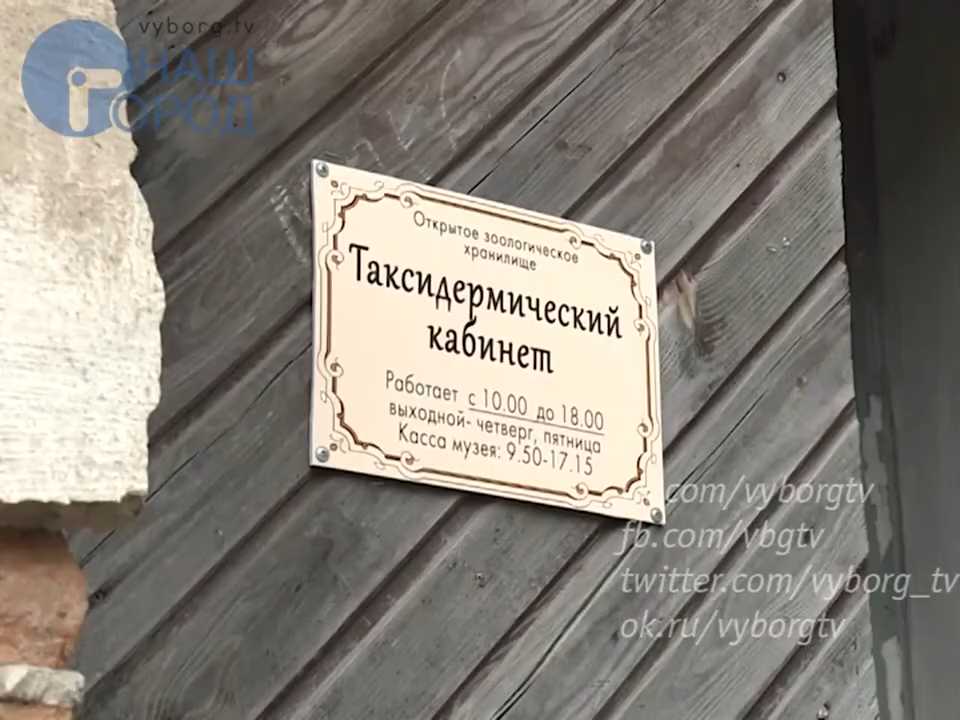 vyborg.tv
НАШ
ГОРОД
Открытое зоологическое
хранилище
Таксидермический
кабинет
Работает с 10.00 до 18.00
выходной- четверг, пятница
Касса музея: 9.50-17.15
.com/vyborgtv
fb.com/vbgtv
twitter.com/vyborg_tv
ok.ru/vyborgtv